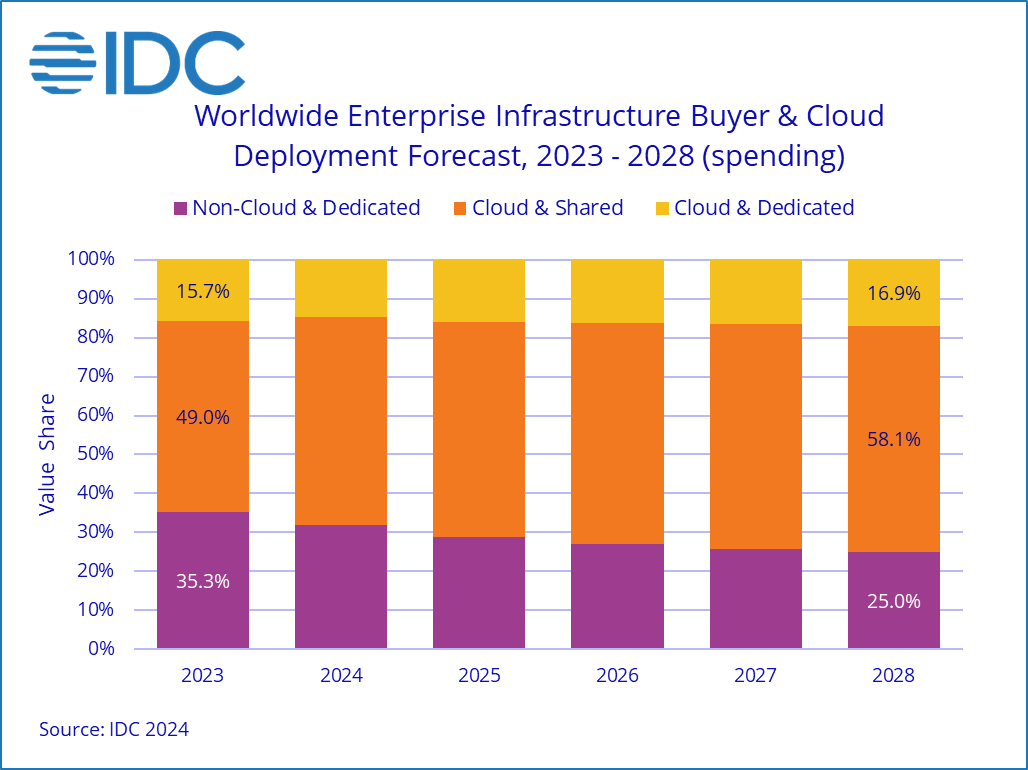 IDC
Worldwide Enterprise Infrastructure Buyer & Cloud
Deployment Forecast, 2023 - 2028 (spending)
Non-Cloud & Dedicated Cloud & Shared Cloud & Dedicated
Value Share
100%
90%
80%
70%
60%
50%
40%
30%
20%
10%
0%
15.7%
49.0%
35.3%
16.9%
58.1%
25.0%
2023 2024 2025 2026 2027 2028
Source: IDC 2024